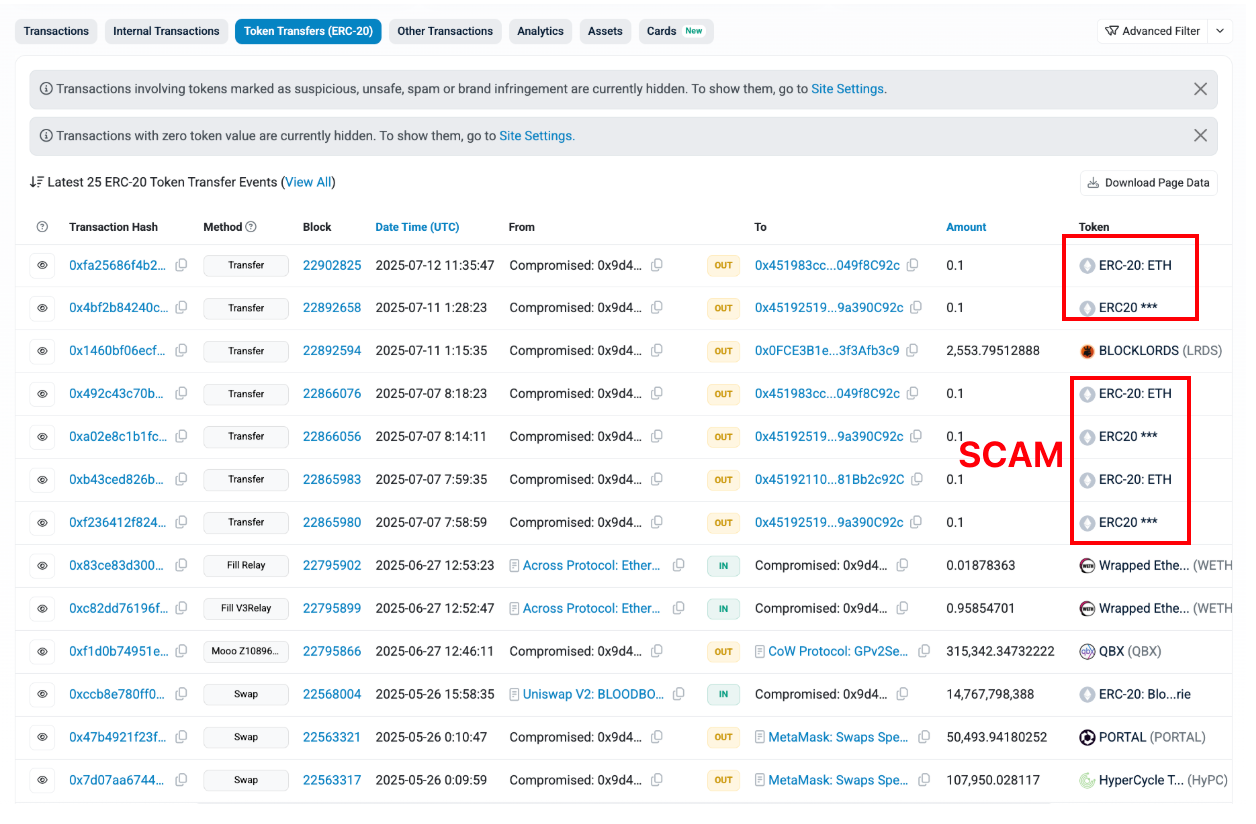 Transactions Internal Transactions Token Transfers (ERC-20) Other Transactions Analytics Assets Cards New Advanced Filter
Transactions involving tokens marked as suspicious, unsafe, spam or brand infringement are currently hidden. To show them, go to Site Settings.
Transactions with zero token value are currently hidden. To show them, go to Site Settings.
Latest 25 ERC-20 Token Transfer Events (View All) Download Page Data
Transaction Hash Method Block Date Time (UTC) From To Amount Token
0xfa25686f4b2... Transfer 22902825 2025-07-12 11:35:47 Compromised: 0x9d4... OUT 0x451983cc...049f8C92c 0.1 ERC-20: ETH
0x4bf2b84240c... Transfer 22892658 2025-07-11 1:28:23 Compromised: 0x9d4... OUT 0x45192519...9a390C92c 0.1 ERC20 ***
0x1460bf06ecf... Transfer 22892594 2025-07-11 1:15:35 Compromised: 0x9d4... OUT 0x0FCE3B1e...3f3Afb3c9 2,553.79512888 BLOCKLORDS (LRDS)
0x492c43c70b... Transfer 22866076 2025-07-07 8:18:23 Compromised: 0x9d4... OUT 0x451983cc...049f8C92c 0.1 ERC-20: ETH
0xa02e8c1b1fc... Transfer 22866056 2025-07-07 8:14:11 Compromised: 0x9d4... OUT 0x45192519...9a390C92c 0.1 ERC20 ***
SCAM
0xb43ced826b... Transfer 22865983 2025-07-07 7:59:35 Compromised: 0x9d4... OUT 0x45192110...81Bb2c92C 0.1 ERC-20: ETH
0xf236412f824... Transfer 22865980 2025-07-07 7:58:59 Compromised: 0x9d4... OUT 0x45192519...9a390C92c 0.1 ERC20 ***
0x83ce83d300... Fill Relay 22795902 2025-06-27 12:53:23 Across Protocol: Ether... IN Compromised: 0x9d4... 0.01878363 Wrapped Ethe... (WETH
0xc82dd76196f... Fill V3Relay 22795899 2025-06-27 12:52:47 Across Protocol: Ether... IN Compromised: 0x9d4... 0.95854701 Wrapped Ethe... (WETH
0xf1d0b74951e... Mooo Z10896... 22795866 2025-06-27 12:46:11 Compromised: 0x9d4... OUT CoW Protocol: GPv2Se... 315,342.34732222 QBX (QBX)
0xccb8e780ff0... Swap 22568004 2025-05-26 15:58:35 Uniswap V2: BLOODBO... IN Compromised: 0x9d4... 14,767,798,388 ERC-20: Blo...rie
0x47b4921f23f... Swap 22563321 2025-05-26 0:10:47 Compromised: 0x9d4... OUT MetaMask: Swaps Spe... 50,493.94180252 PORTAL (PORTAL)
0x7d07aa6744... Swap 22563317 2025-05-26 0:09:59 Compromised: 0x9d4... OUT MetaMask: Swaps Spe... 107,950.028117 HyperCycle T... (HyPC)